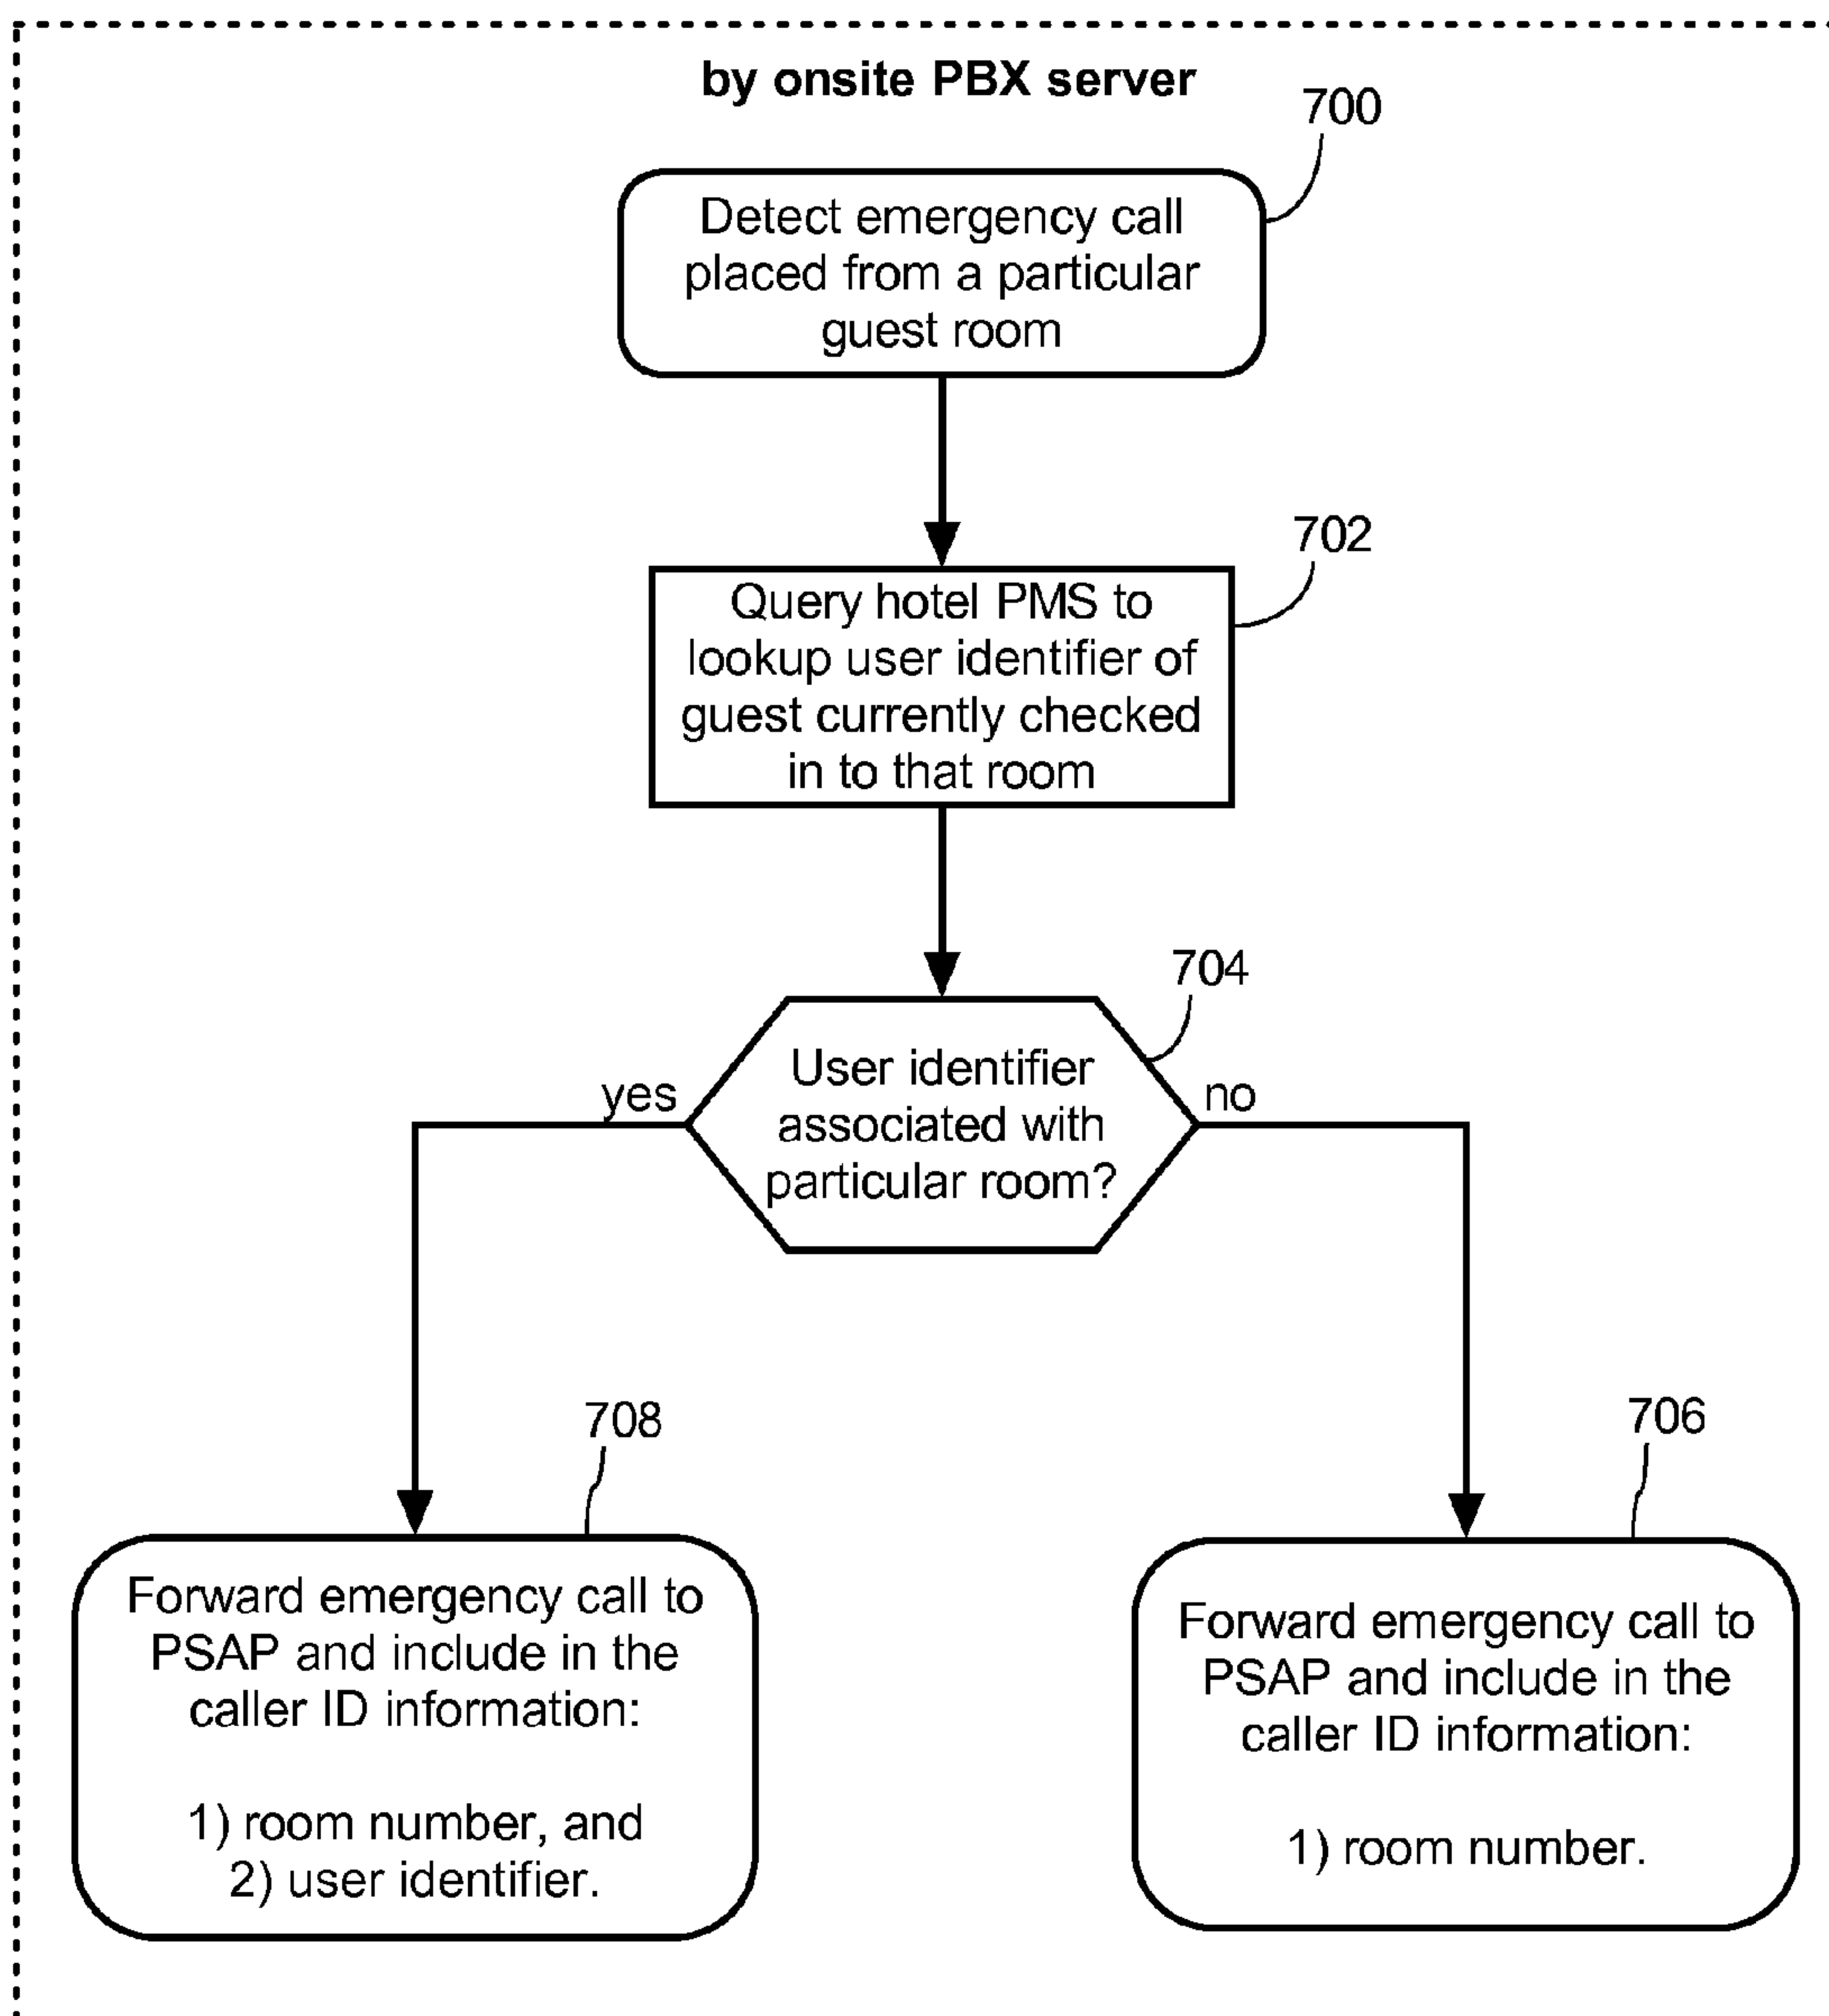 by onsite PBX server
700
Detect emergency call
placed from a particular
guest room
702
Query hotel PMS to
lookup user identifier of
guest currently checked
in to that room
704
User identifier
associated with
particular room?
yes
no
708
706
Forward emergency call to
PSAP and include in the
caller ID information:
1) room number, and
2) user identifier.
Forward emergency call to
PSAP and include in the
caller ID information:
1) room number.